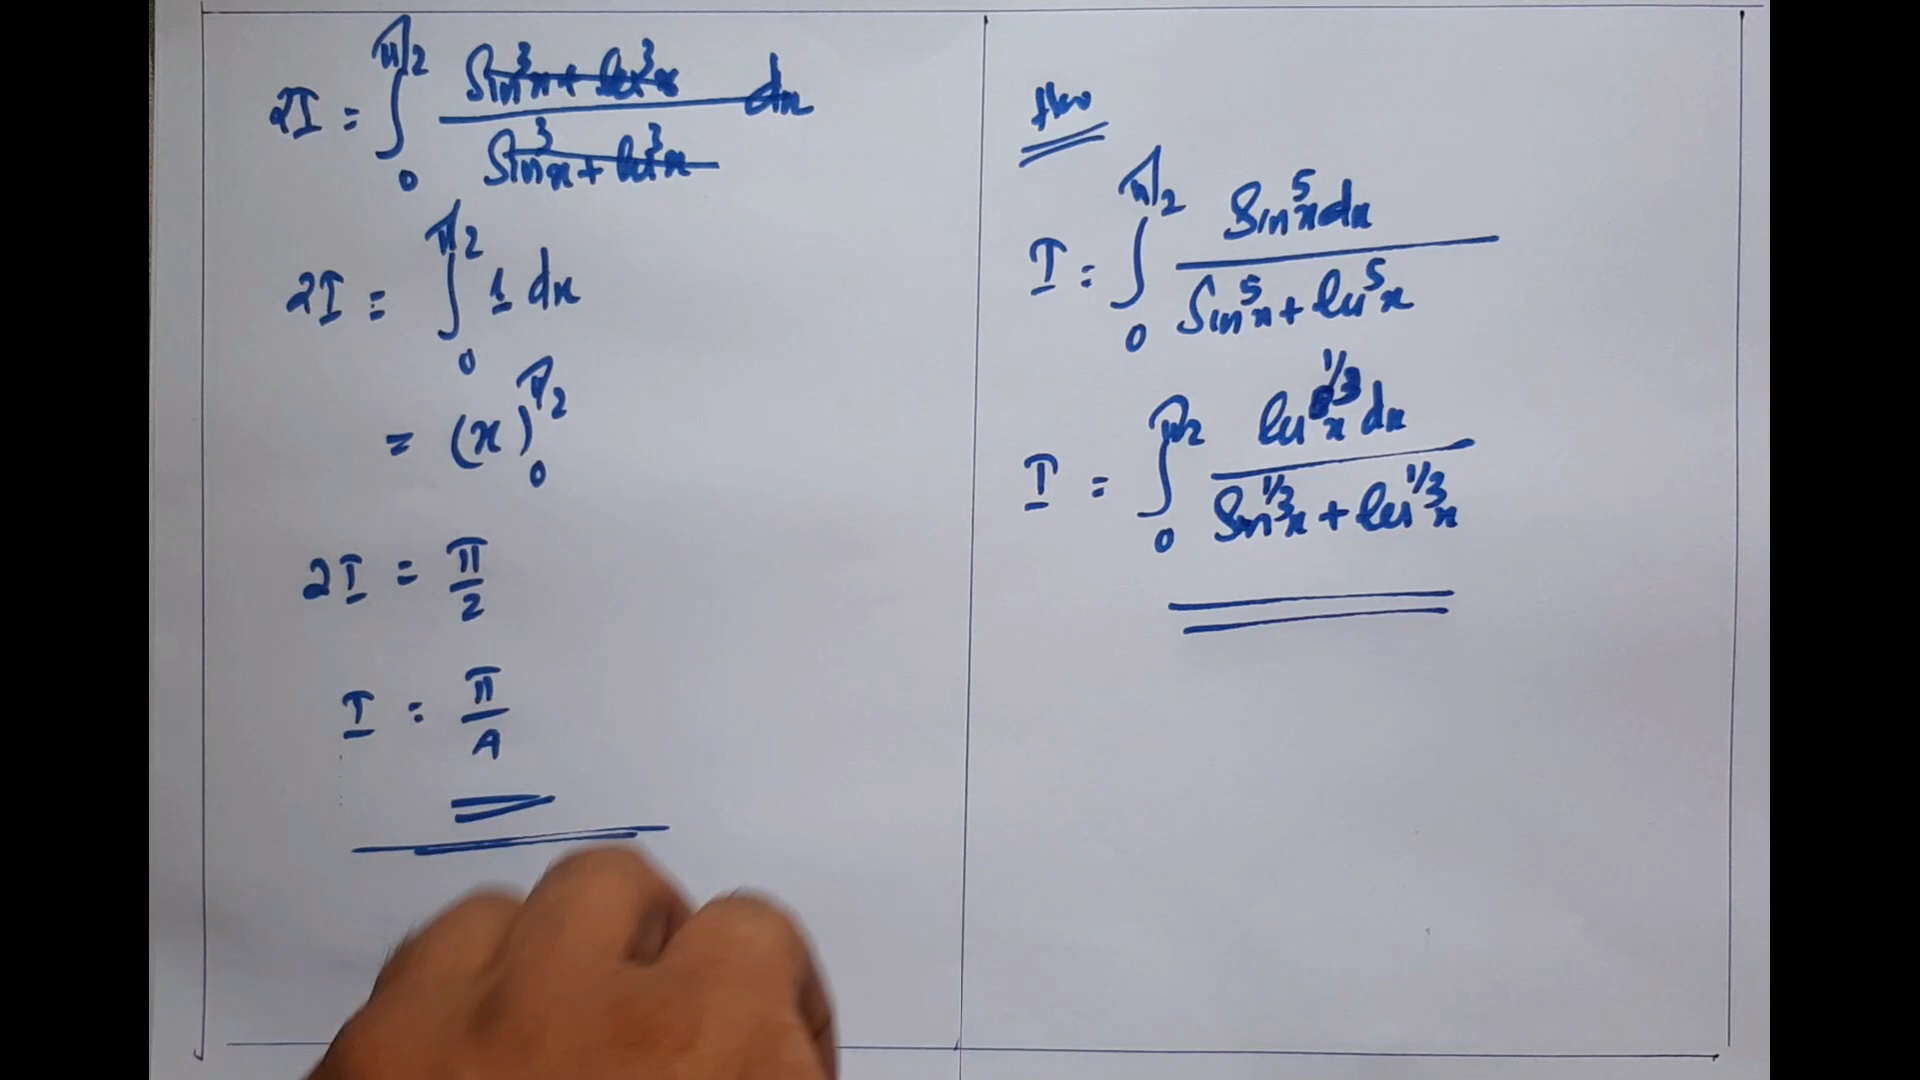 2I = ∫₀^{π/2} (Sin³x + Cos³x)/(Sin³x + Cos³x) dx
2I = ∫₀^{π/2} 1 dx
= (x)₀^{π/2}
2I = π/2
I = π/4
I = ∫₀^{π/2} Sin⁵x dx/(Sin⁵x + Cos⁵x)
I = ∫₀^{π/2} Cos^{1/3}x dx/(Sin^{1/3}x + Cos^{1/3}x)